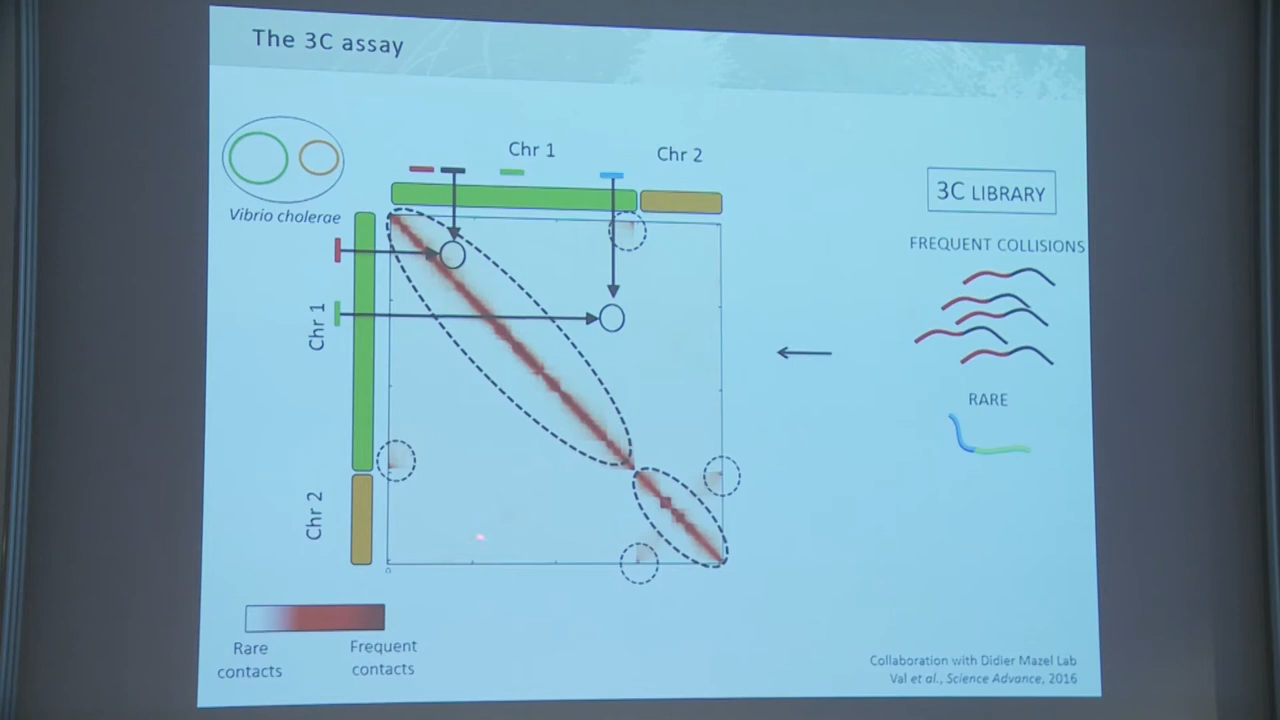 The 3C assay
Chr 1
Chr 2
Vibrio cholerae
Chr 1
Chr 2
0
Rare
contacts
Frequent
contacts
3C LIBRARY
FREQUENT COLLISIONS
RARE
Collaboration with Didier Mazel Lab
Val et al., Science Advance, 2016